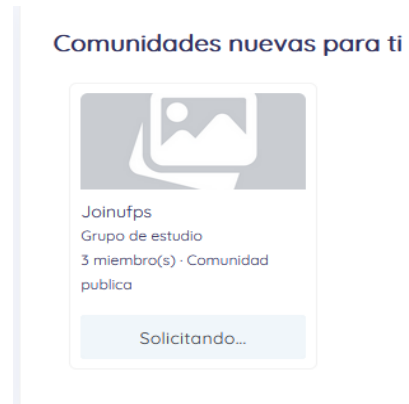 Comunidades nuevas para ti
Joinufps
Grupo de estudio
3 miembro(s) · Comunidad
publica
Solicitando...